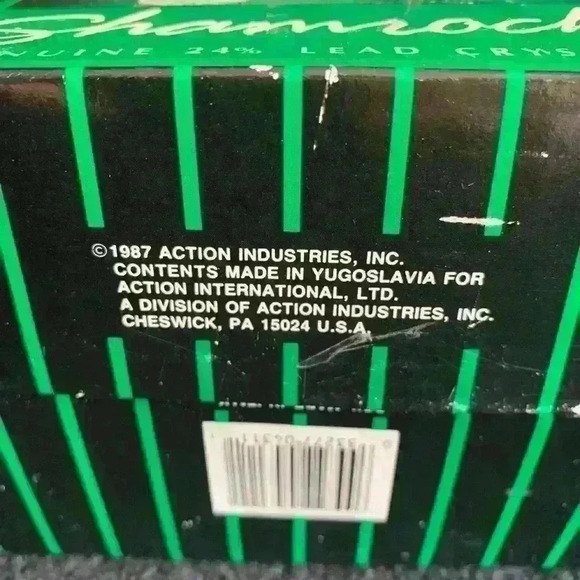 Shamrock
NUINE 24% LEAD CRYS
©1987 ACTION INDUSTRIES, INC.
CONTENTS MADE IN YUGOSLAVIA FOR
ACTION INTERNATIONAL, LTD.
A DIVISION OF ACTION INDUSTRIES, INC.
CHESWICK, PA 15024 U.S.A.